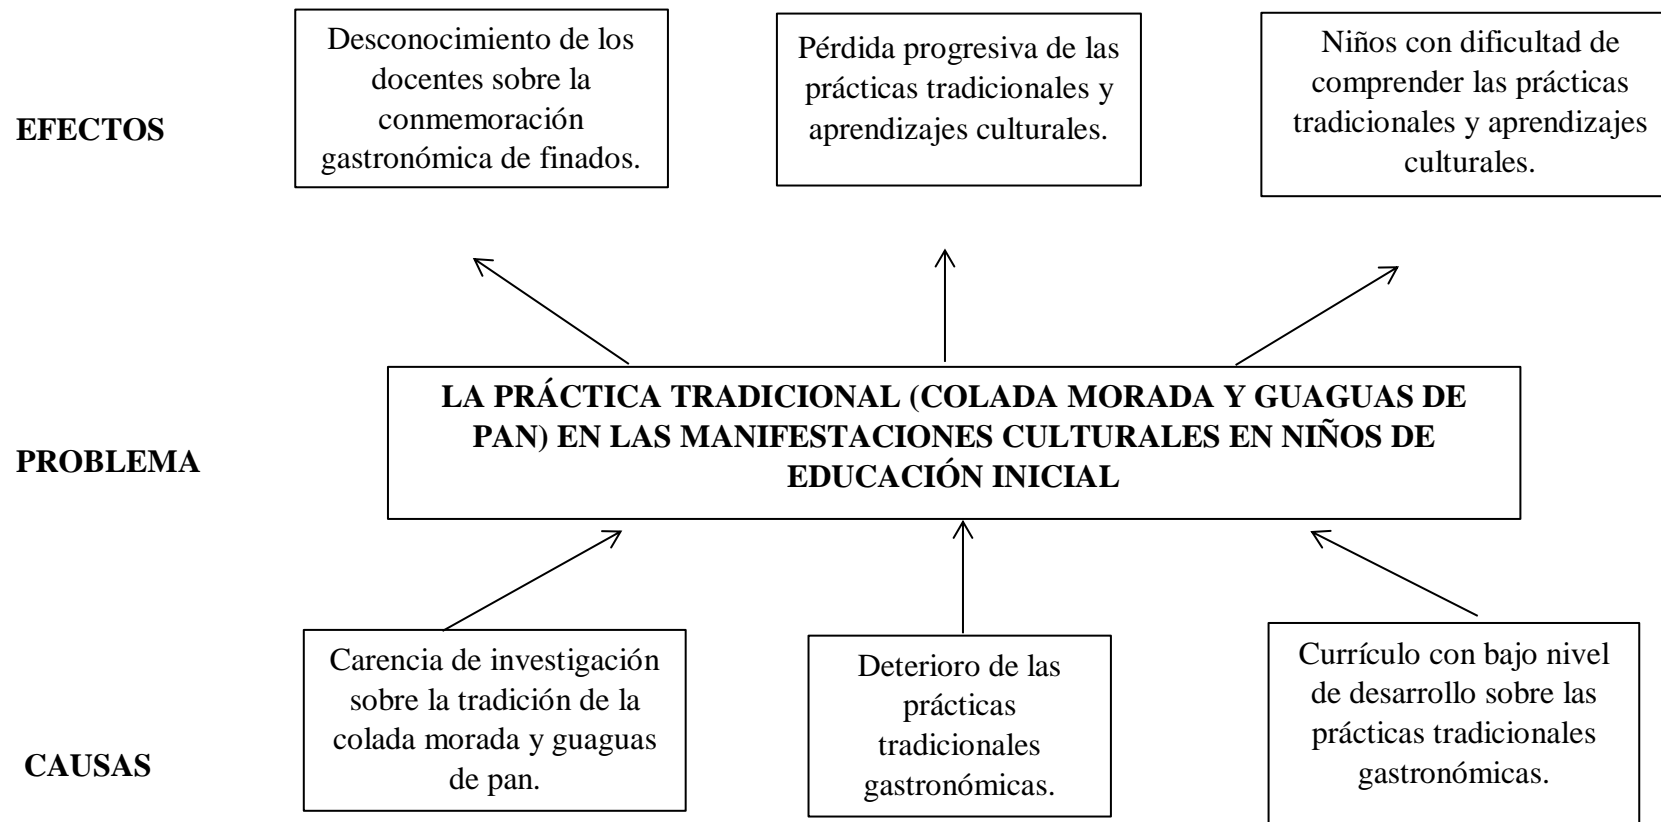 EFECTOS
Desconocimiento de los
docentes sobre la
conmemoración
gastronómica de finados.
Pérdida progresiva de las
prácticas tradicionales y
aprendizajes culturales.
Niños con dificultad de
comprender las prácticas
tradicionales y aprendizajes
culturales.
PROBLEMA
LA PRÁCTICA TRADICIONAL (COLADA MORADA Y GUAGUAS DE
PAN) EN LAS MANIFESTACIONES CULTURALES EN NIÑOS DE
EDUCACIÓN INICIAL
CAUSAS
Carencia de investigación
sobre la tradición de la
colada morada y guaguas
de pan.
Deterioro de las
prácticas
tradicionales
gastronómicas.
Currículo con bajo nivel
de desarrollo sobre las
prácticas tradicionales
gastronómicas.